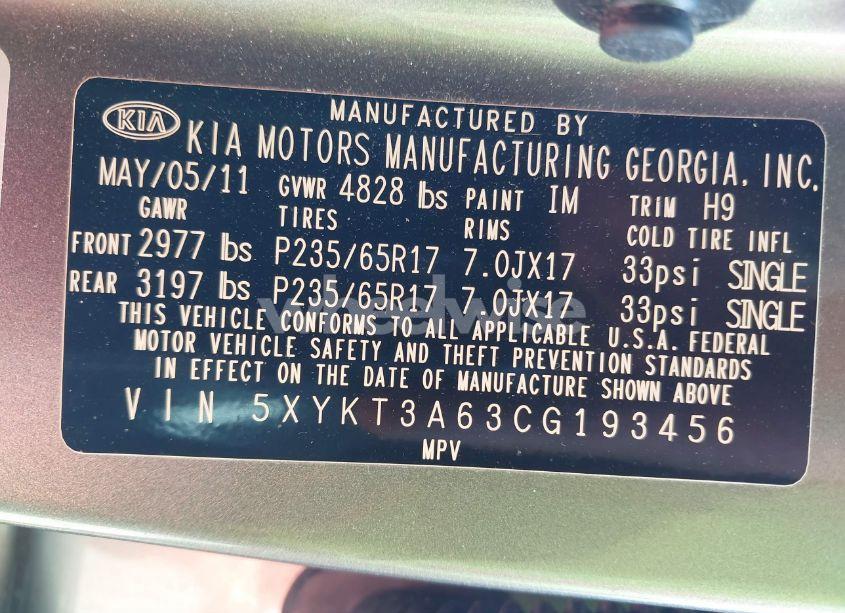 MANUFACTURED BY
KIA KIA MOTORS MANUFACTURING GEORGIA, INC.
MAY/05/11 GVWR 4828 lbs PAINT IM TRIM H9
GAWR TIRES RIMS COLD TIRE INFL
FRONT 2977 lbs P235/65R17 7.0JX17 33psi SINGLE
REAR 3197 lbs P235/65R17 7.0JX17 33psi SINGLE
wheelwise
THIS VEHICLE CONFORMS TO ALL APPLICABLE U.S.A. FEDERAL
MOTOR VEHICLE SAFETY AND THEFT PREVENTION STANDARDS
IN EFFECT ON THE DATE OF MANUFACTURE SHOWN ABOVE
VIN 5XYKT3A63CG193456
MPV